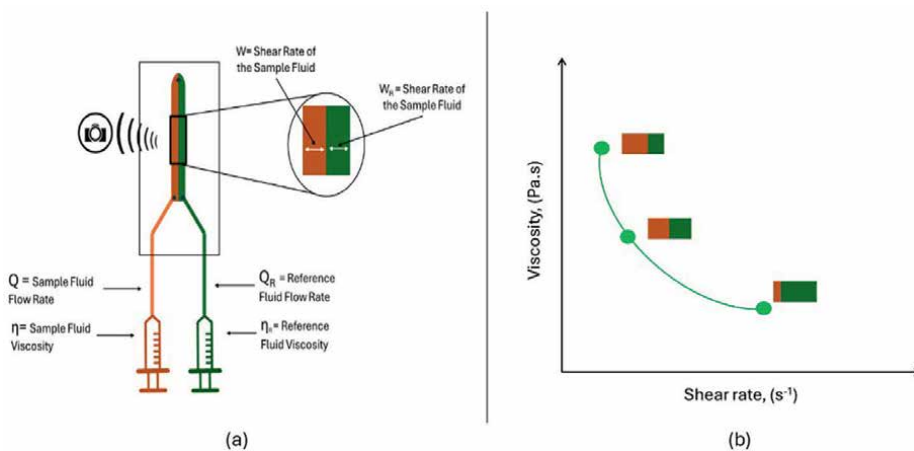 W= Shear Rate of
the Sample Fluid
W_R = Shear Rate of
the Sample Fluid
Q = Sample Fluid
Flow Rate
Q_R = Reference
Fluid Flow Rate
η= Sample Fluid
Viscosity
η_R = Reference
Fluid Viscosity
(a)
Viscosity, (Pa.s)
Shear rate, (s⁻¹)
(b)